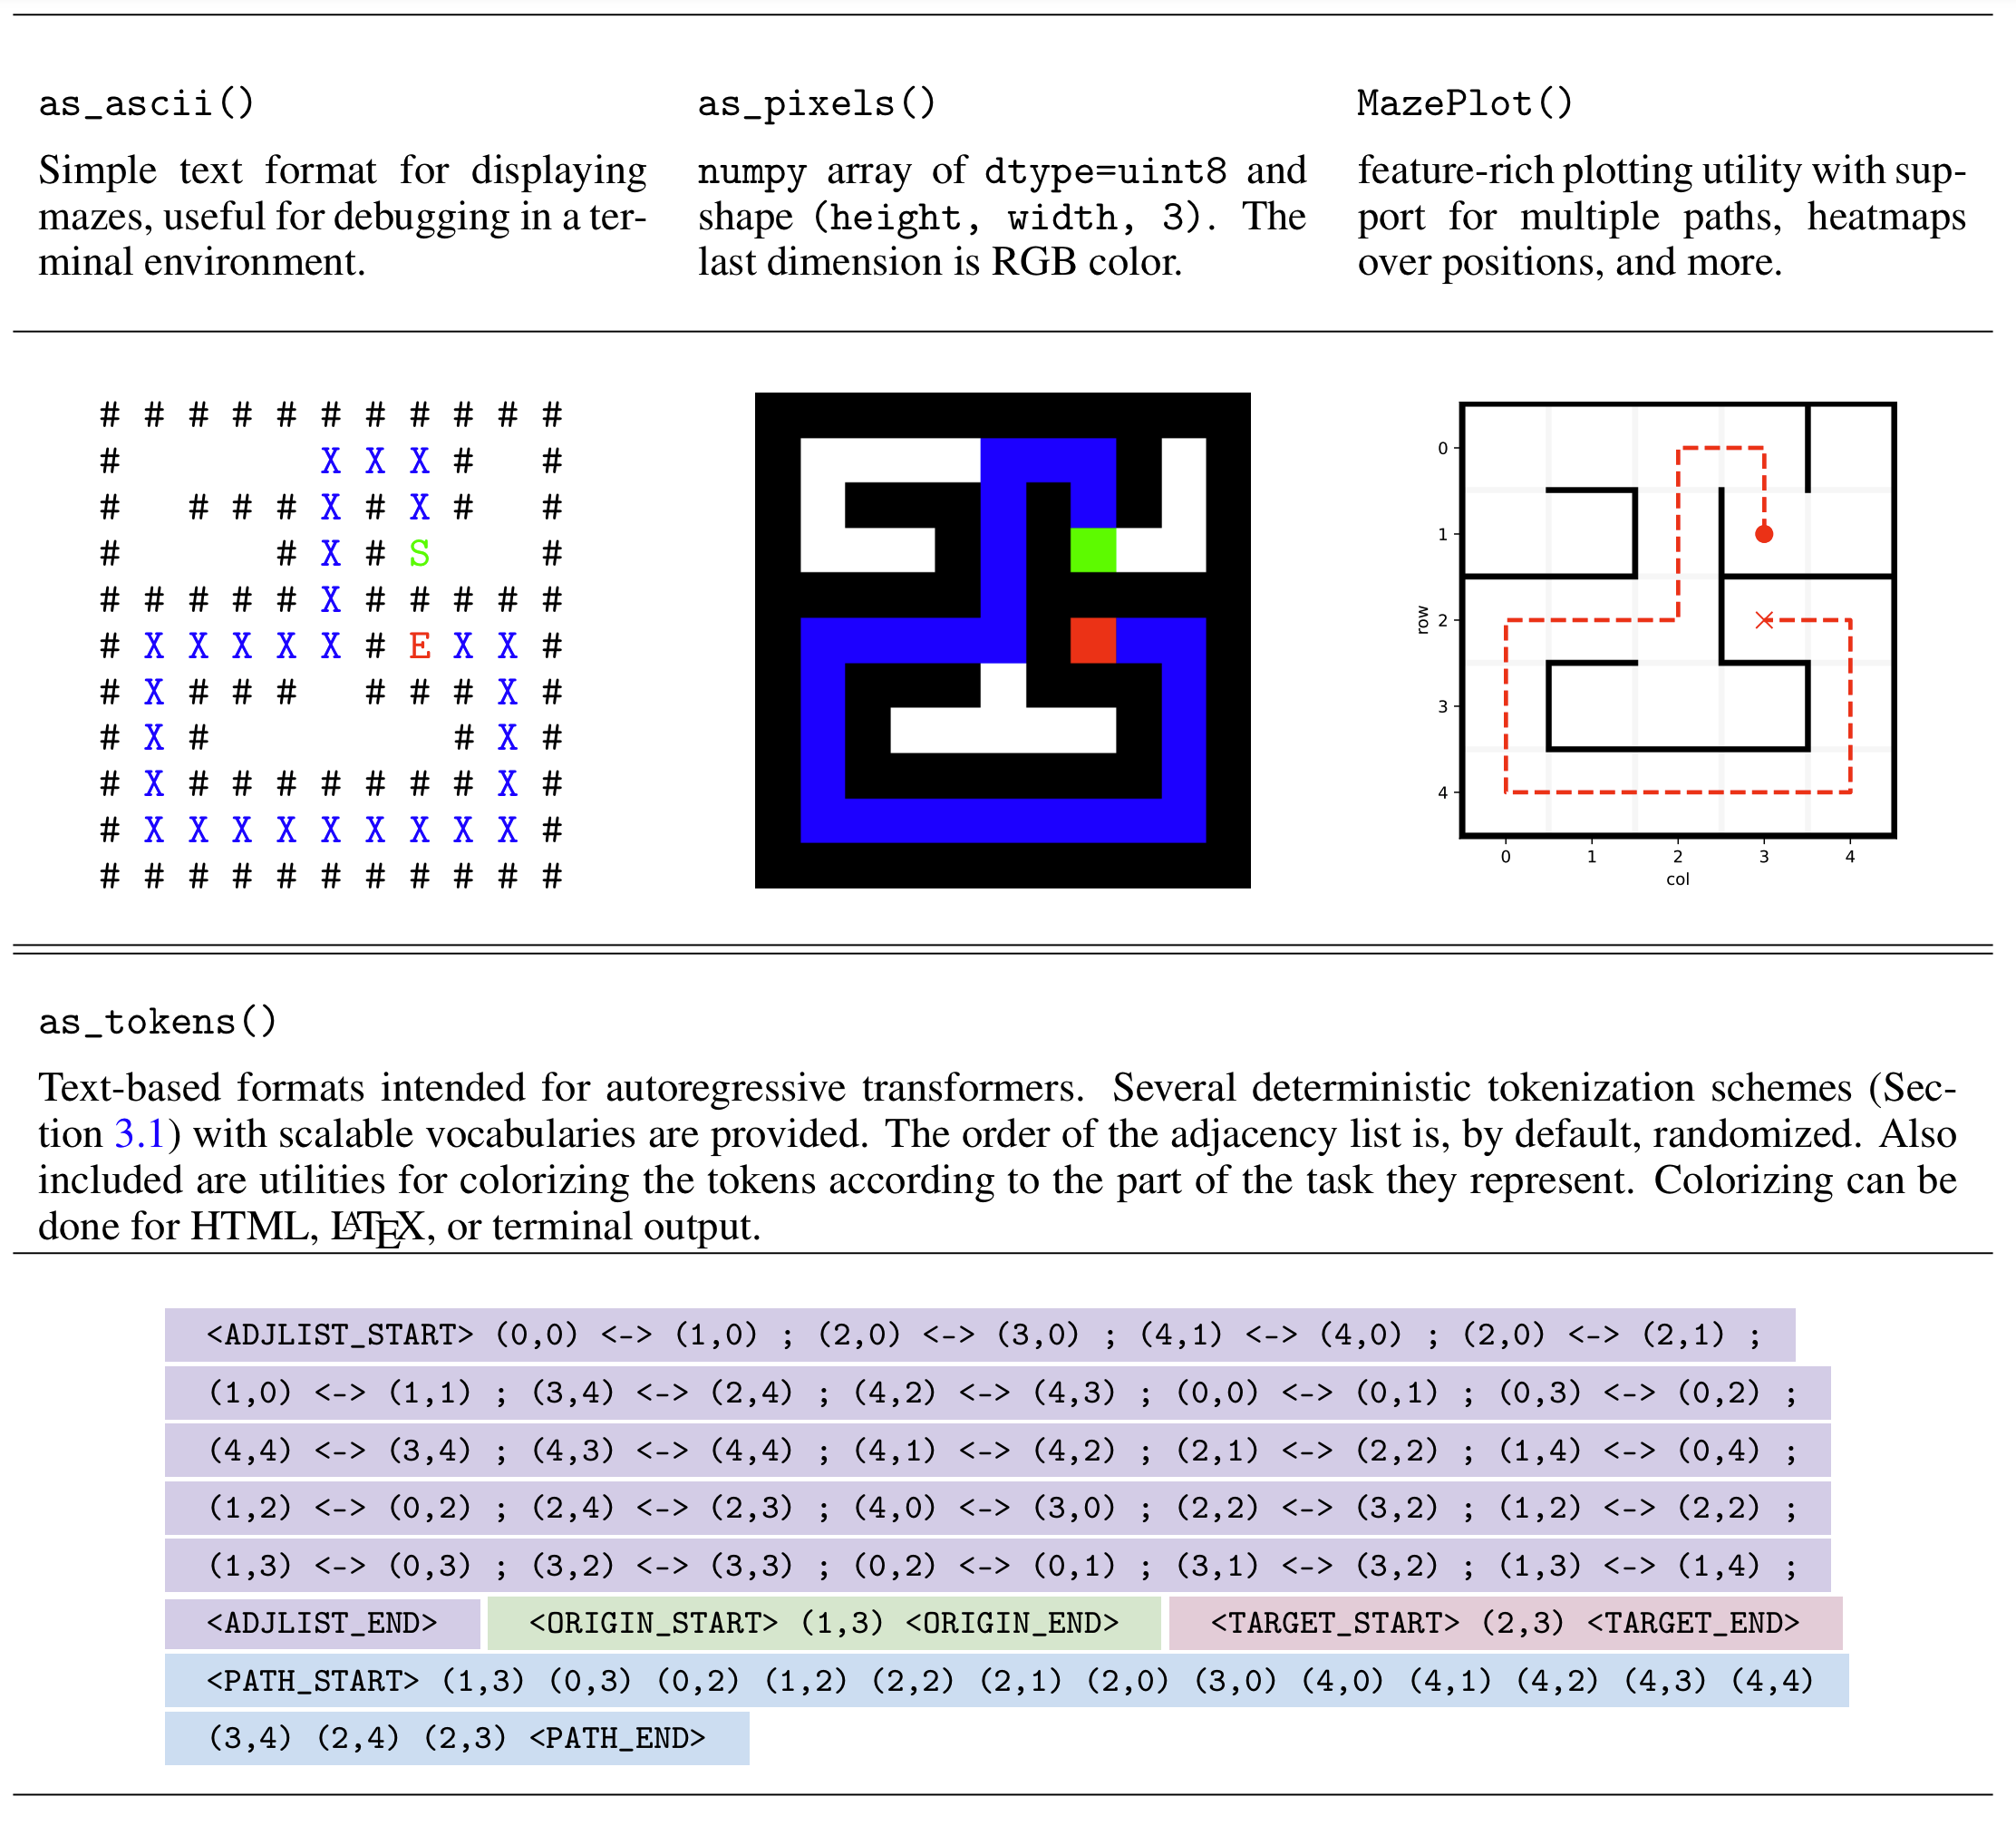 as_ascii()
Simple text format for displaying
mazes, useful for debugging in a ter-
minal environment.
as_pixels()
numpy array of dtype=uint8 and
shape (height, width, 3). The
last dimension is RGB color.
MazePlot()
feature-rich plotting utility with sup-
port for multiple paths, heatmaps
over positions, and more.
# # # # # # # # # # #
#         X X X #   #
#   # # # X # X #   #
#       # X # S     #
# # # # # X # # # # #
# X X X X X # E X X #
# X # # #   # # # X #
# X #           # X #
# X # # # # # # # X #
# X X X X X X X X X #
# # # # # # # # # # #
row
0
1
2
3
4
0 1 2 3 4
col
as_tokens()
Text-based formats intended for autoregressive transformers. Several deterministic tokenization schemes (Sec-
tion 3.1) with scalable vocabularies are provided. The order of the adjacency list is, by default, randomized. Also
included are utilities for colorizing the tokens according to the part of the task they represent. Colorizing can be
done for HTML, LATEX, or terminal output.
<ADJLIST_START> (0,0) <-> (1,0) ; (2,0) <-> (3,0) ; (4,1) <-> (4,0) ; (2,0) <-> (2,1) ;
(1,0) <-> (1,1) ; (3,4) <-> (2,4) ; (4,2) <-> (4,3) ; (0,0) <-> (0,1) ; (0,3) <-> (0,2) ;
(4,4) <-> (3,4) ; (4,3) <-> (4,4) ; (4,1) <-> (4,2) ; (2,1) <-> (2,2) ; (1,4) <-> (0,4) ;
(1,2) <-> (0,2) ; (2,4) <-> (2,3) ; (4,0) <-> (3,0) ; (2,2) <-> (3,2) ; (1,2) <-> (2,2) ;
(1,3) <-> (0,3) ; (3,2) <-> (3,3) ; (0,2) <-> (0,1) ; (3,1) <-> (3,2) ; (1,3) <-> (1,4) ;
<ADJLIST_END> <ORIGIN_START> (1,3) <ORIGIN_END> <TARGET_START> (2,3) <TARGET_END>
<PATH_START> (1,3) (0,3) (0,2) (1,2) (2,2) (2,1) (2,0) (3,0) (4,0) (4,1) (4,2) (4,3) (4,4)
(3,4) (2,4) (2,3) <PATH_END>